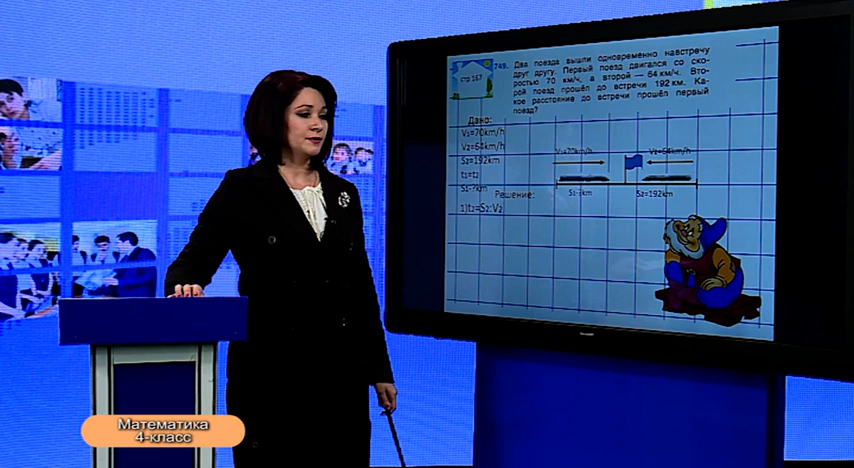 стр 167
749. Два поезда вышли одновременно навстречу
друг другу. Первый поезд двигался со ско-
ростью 70 км/ч, а второй — 64 км/ч. Вто-
рой поезд прошёл до встречи 192 км. Ка-
кое расстояние до встречи прошёл первый
поезд?
Дано:
V₁=70km/h
V₂=64km/h
S₂=192km
t₁=t₂
S₁-?km
V₁=70km/h V₂=64km/h
S₁-?km S₂=192km
Решение:
1)t₂=S₂:V₂
Математика
4-класс